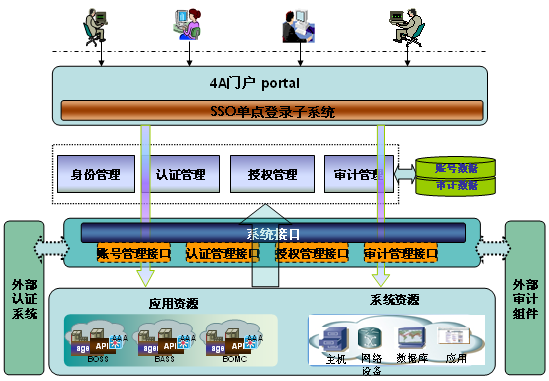 4A门户 portal
SSO单点登录子系统
身份管理
认证管理
授权管理
审计管理
账号数据
审计数据
系统接口
账号管理接口
认证管理接口
授权管理接口
审计管理接口
外部
认证
系统
外部
审计
组件
应用资源
系统资源
age API A
BOSS
age API A
BASS
age API A
BOMC
主机
网络
设备
数据库
应用